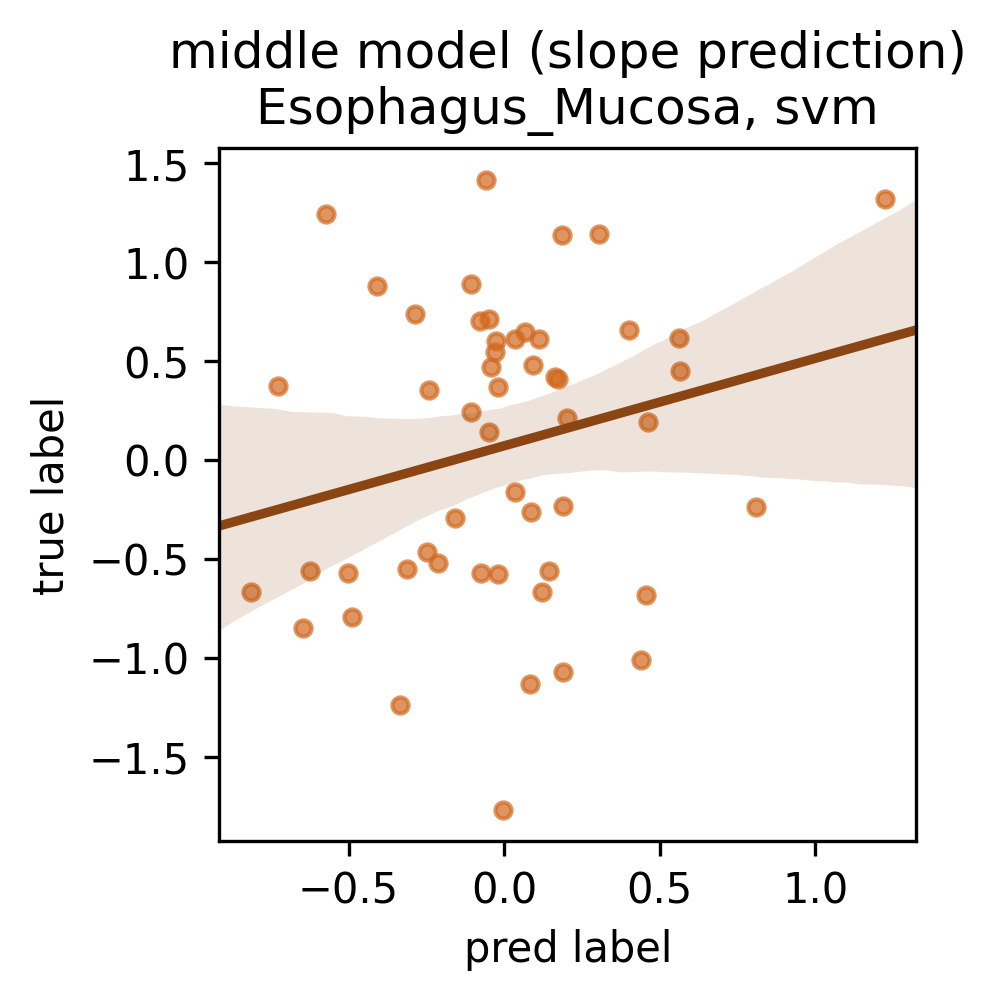 middle model (slope prediction)
Esophagus_Mucosa, svm
1.5
1.0
0.5
0.0
−0.5
−1.0
−1.5
true label
−0.5 0.0 0.5 1.0
pred label